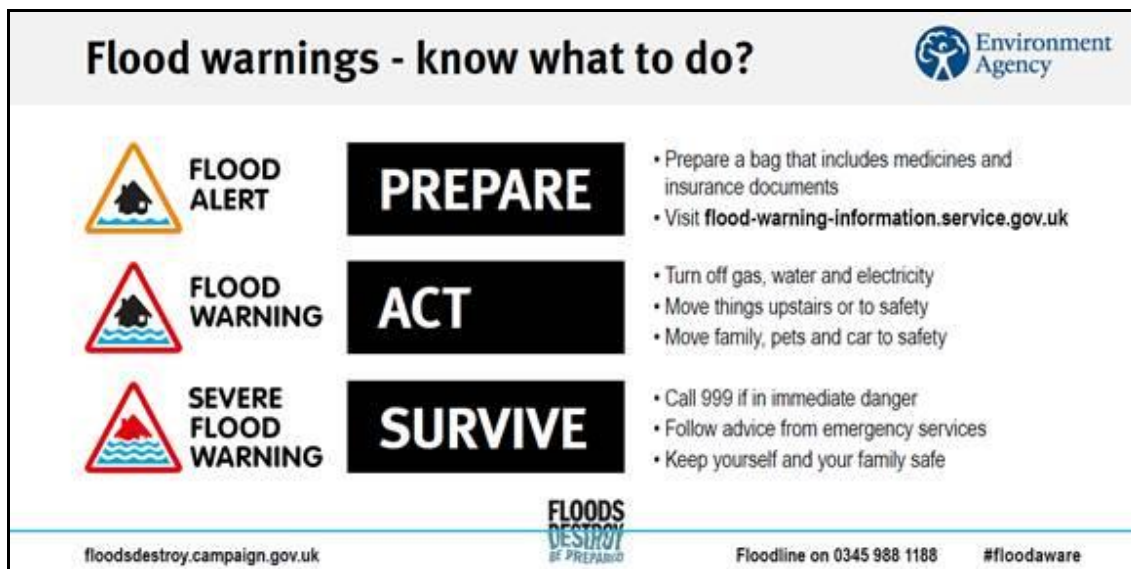 Flood warnings - know what to do?
Environment
Agency
FLOOD
ALERT
PREPARE
• Prepare a bag that includes medicines and
insurance documents
• Visit flood-warning-information.service.gov.uk
FLOOD
WARNING
ACT
• Turn off gas, water and electricity
• Move things upstairs or to safety
• Move family, pets and car to safety
SEVERE
FLOOD
WARNING
SURVIVE
• Call 999 if in immediate danger
• Follow advice from emergency services
• Keep yourself and your family safe
FLOODS
DESTROY
BE PREPARED
floodsdestroy.campaign.gov.uk
Floodline on 0345 988 1188
#floodaware